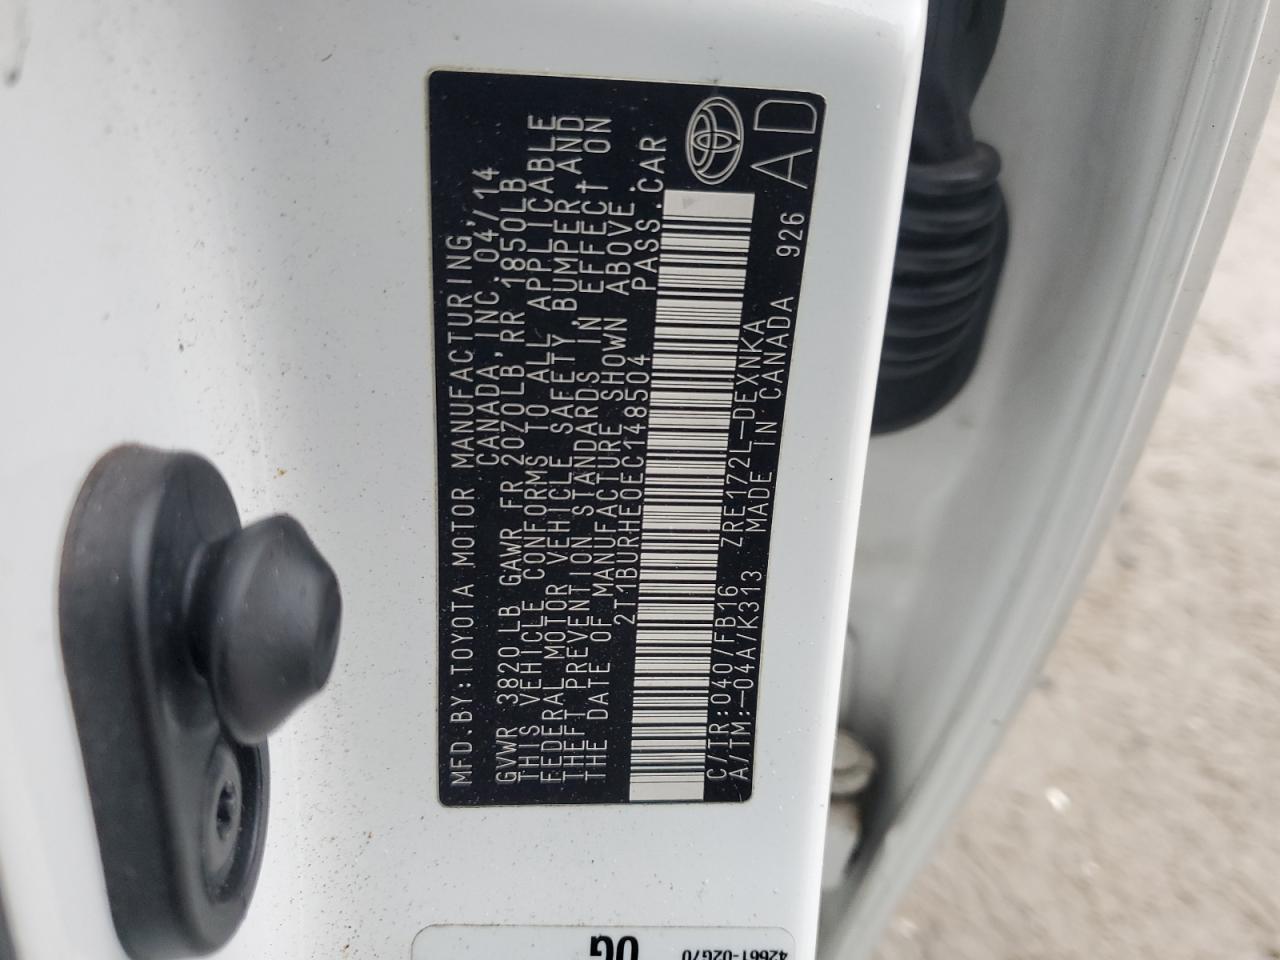 MFD.BY:TOYOTA MOTOR MANUFACTURING,
CANADA,INC. 04/14
GVWR 3820 LB GAWR FR 2070LB,RR 1850LB
THIS VEHICLE CONFORMS TO ALL APPLICABLE
FEDERAL MOTOR VEHICLE SAFETY, BUMPER,AND
THEFT PREVENTION STANDARDS IN EFFECT ON
THE DATE OF MANUFACTURE SHOWN ABOVE.
2T1BURHE0EC148504 PASS.CAR
C/TR:040/FB16 ZRE172L-DEXNKA 926
A/TM:-04A/K313 MADE IN CANADA
AD
0G
42661-02G70